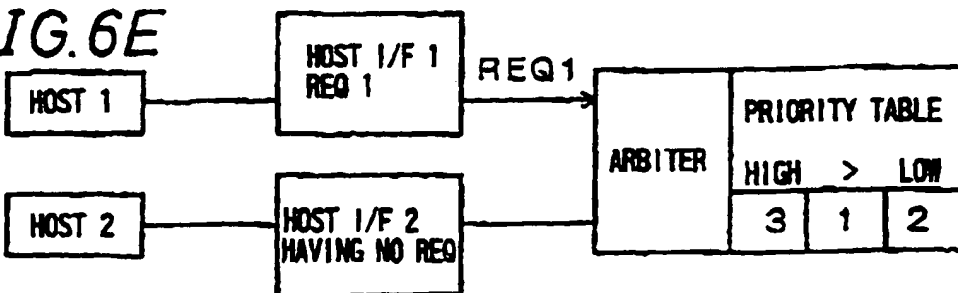 IG.6E
HOST 1
HOST I/F 1
REQ 1
REQ1
HOST 2
HOST I/F 2
HAVING NO REQ
ARBITER
PRIORITY TABLE
HIGH > LOW
3 1 2